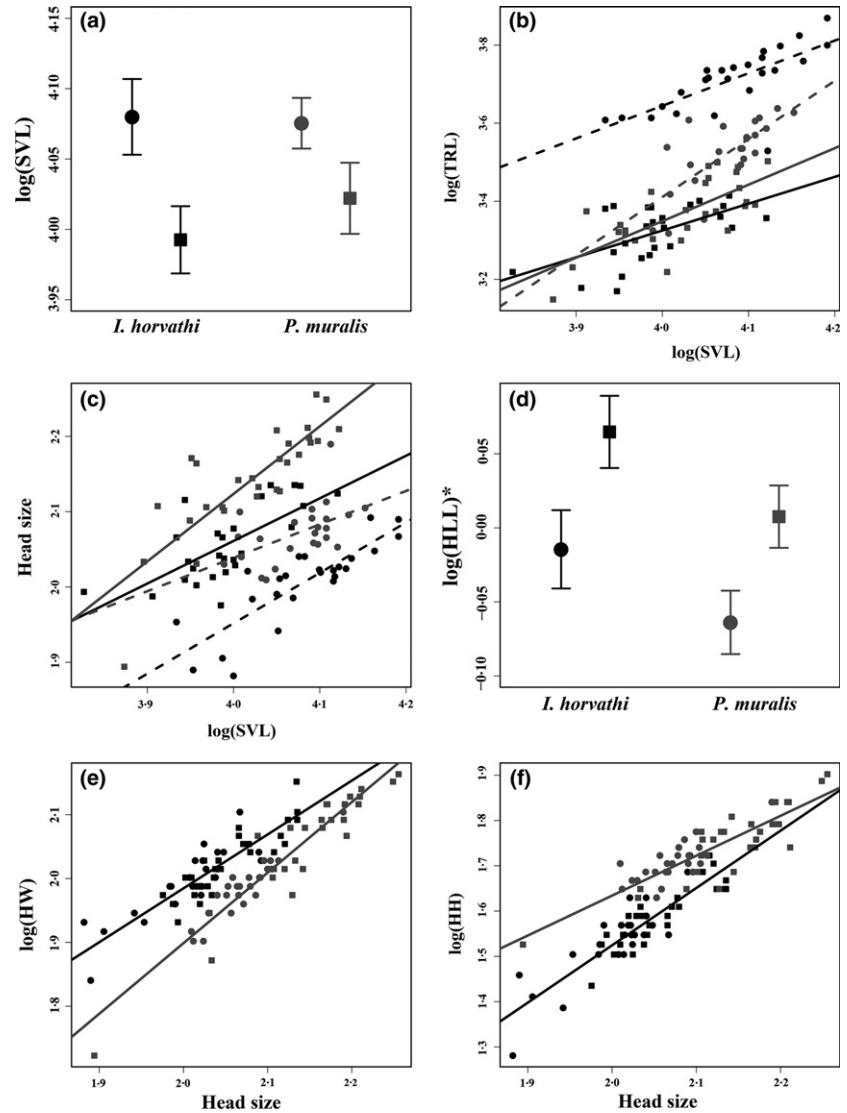 (a)
log(SVL)
4·15
4·10
4·05
4·00
3·95
I. horvathi P. muralis
(b)
log(TRL)
3·8
3·6
3·4
3·2
3·9 4·0 4·1 4·2
log(SVL)
(c)
Head size
2·2
2·1
2·0
1·9
3·9 4·0 4·1 4·2
log(SVL)
(d)
log(HLL)*
0·05
0·00
−0·05
−0·10
I. horvathi P. muralis
(e)
log(HW)
2·1
2·0
1·9
1·8
1·9 2·0 2·1 2·2
Head size
(f)
log(HH)
1·9
1·8
1·7
1·6
1·5
1·4
1·3
1·9 2·0 2·1 2·2
Head size